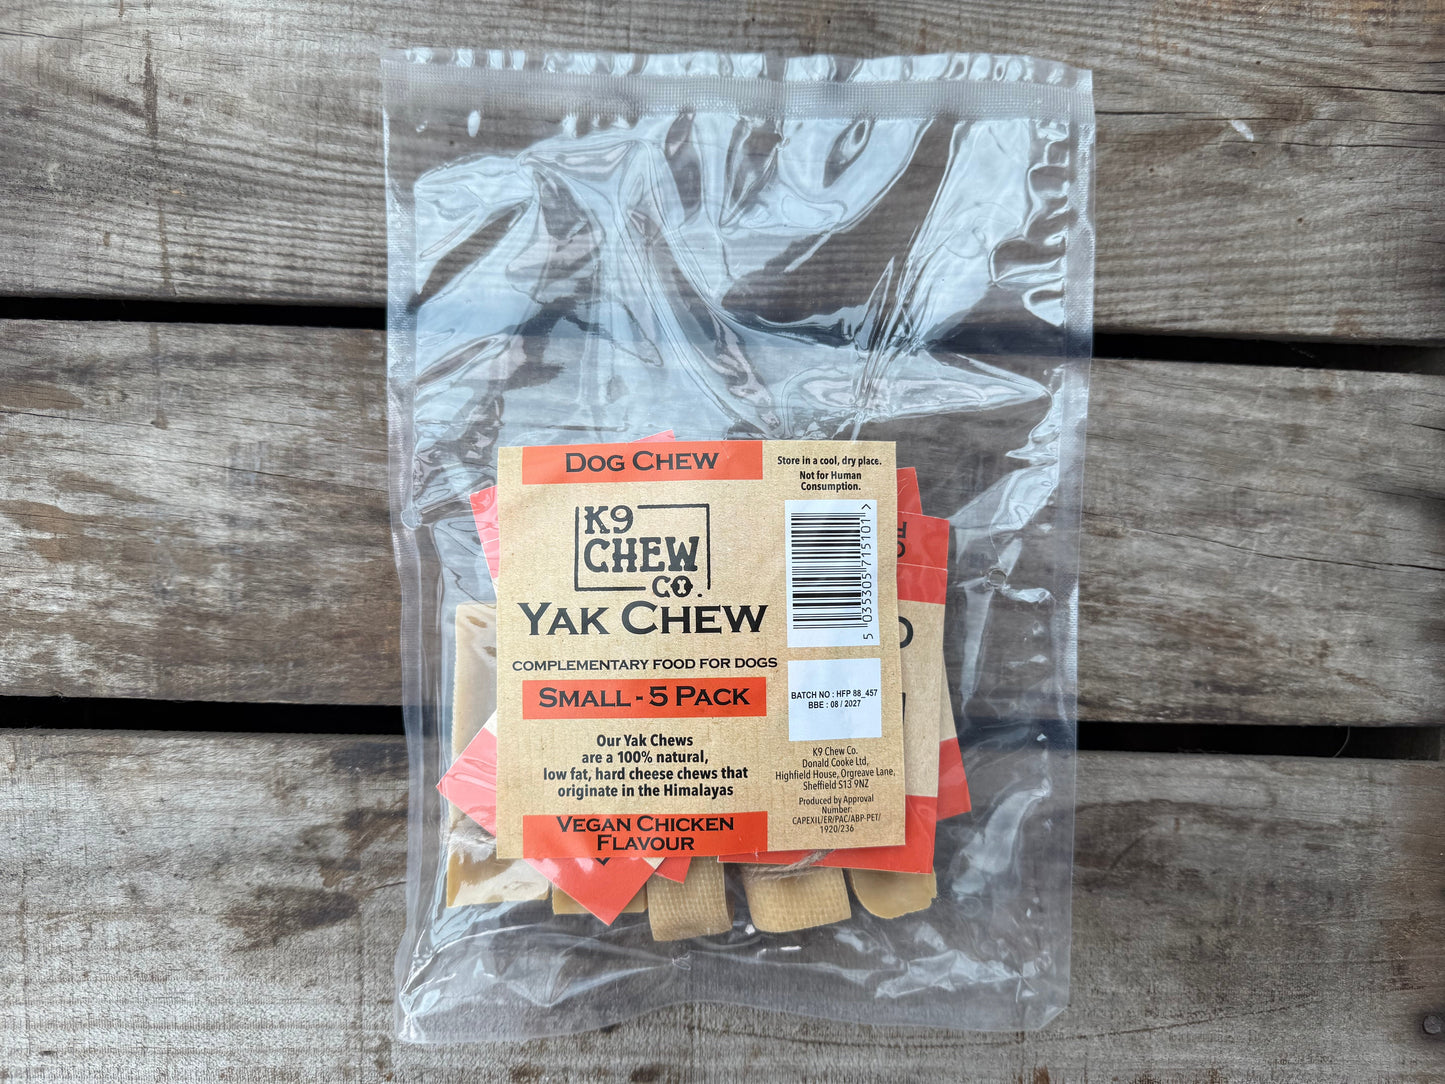 DOG CHEW
K9
CHEW
CO.
YAK CHEW
COMPLEMENTARY FOOD FOR DOGS
SMALL - 5 PACK
Our Yak Chews
are a 100% natural,
low fat, hard cheese chews that
originate in the Himalayas
VEGAN CHICKEN
FLAVOUR
Store in a cool, dry place.
Not for Human
Consumption.
5 035305 715101 >
BATCH NO : HFP 88_457
BBE : 08 / 2027
K9 Chew Co.
Donald Cooke Ltd,
Highfield House, Orgreave Lane,
Sheffield S13 9NZ
Produced by Approval
Number:
CAPEXIL/ER/PAC/ABP-PET/
1920/236